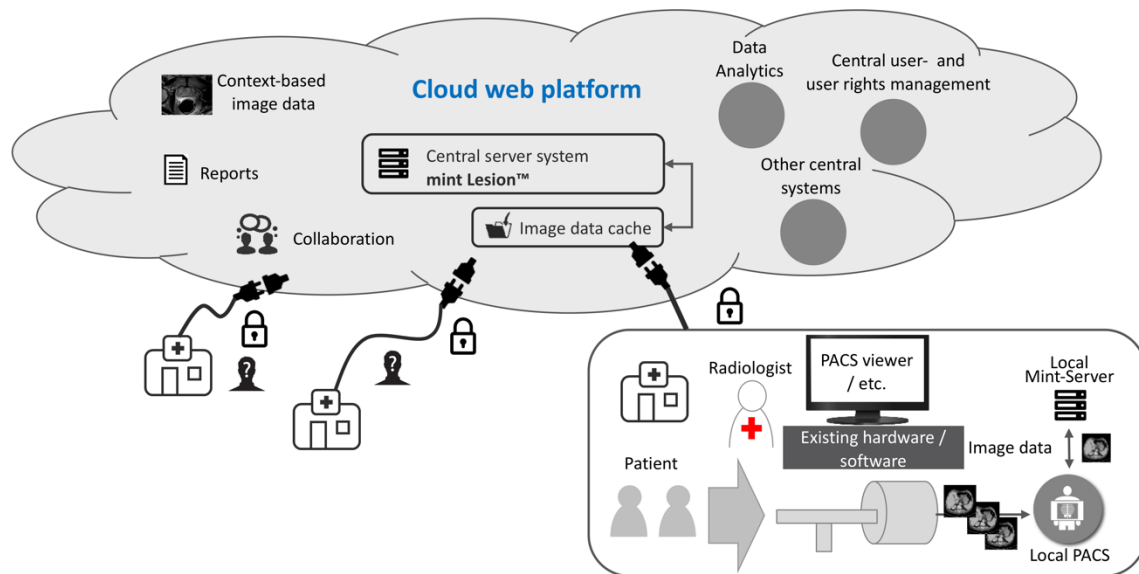 Cloud web platform
Context-based
image data
Reports
Collaboration
Central server system
mint Lesion™
Image data cache
Data
Analytics
Central user- and
user rights management
Other central
systems
?
?
Radiologist
PACS viewer
/ etc.
Existing hardware /
software
Local
Mint-Server
Image data
Patient
Local PACS